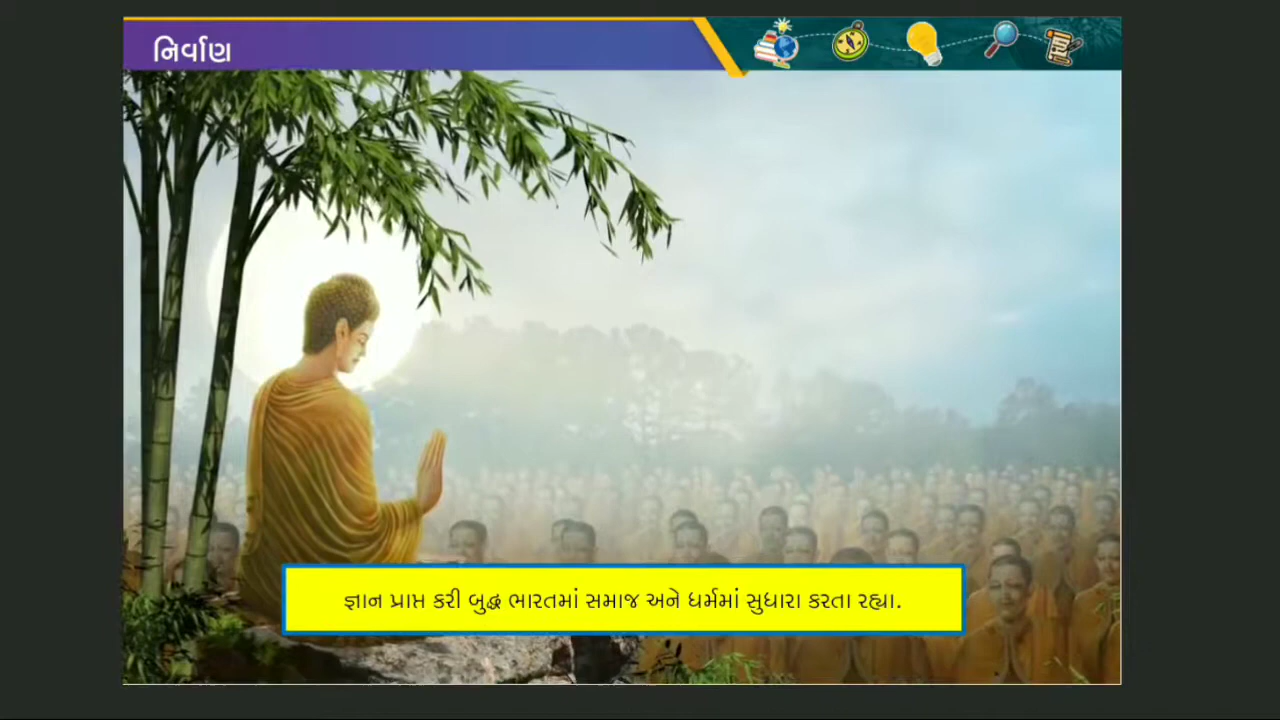 નિર્વાણ
જ્ઞાન પ્રાપ્ત કરી બુદ્ધ ભારતમાં સમાજ અને ધર્મમાં સુધારા કરતા રહ્યા.